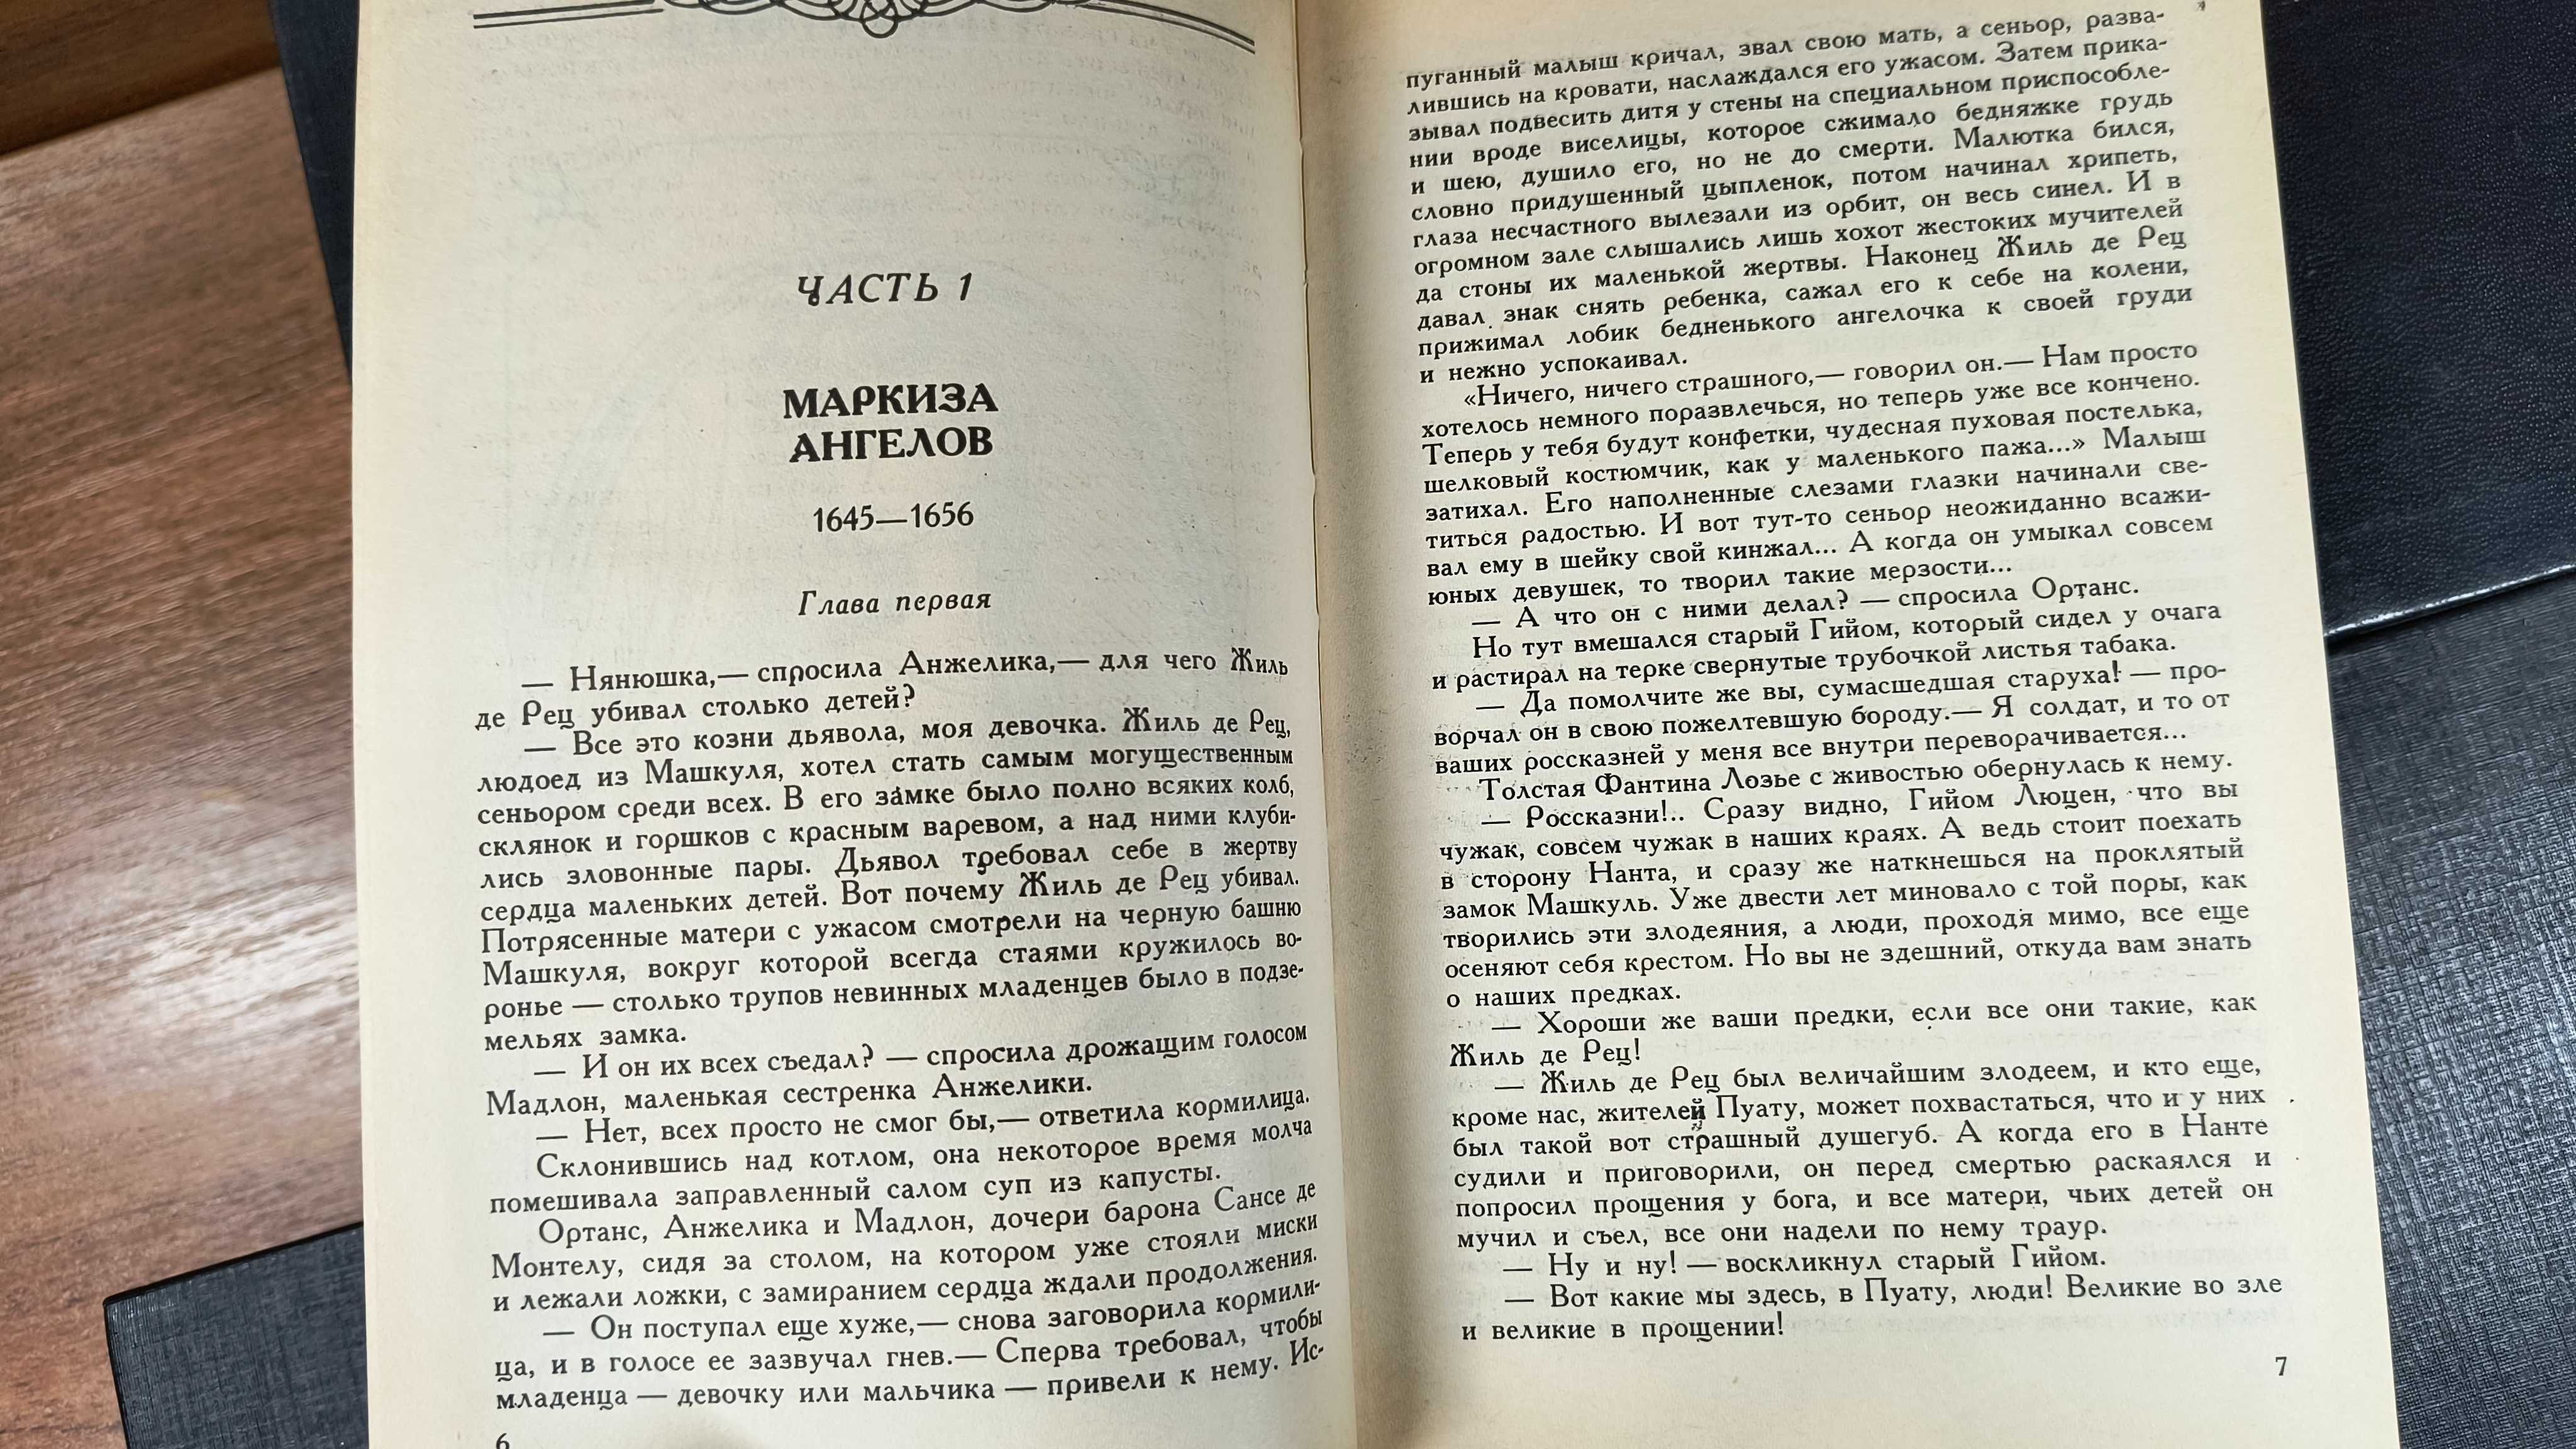 ЧАСТЬ 1
МАРКИЗА
АНГЕЛОВ
1645—1656
Глава первая
— Нянюшка,— спросила Анжелика,— для чего Жиль
де Рец убивал столько детей?
— Все это козни дьявола, моя девочка. Жиль де Рец,
людоед из Машкуля, хотел стать самым могущественным
сеньором среди всех. В его замке было полно всяких колб,
склянок и горшков с красным варевом, а над ними клуби-
лись зловонные пары. Дьявол требовал себе в жертву
сердца маленьких детей. Вот почему Жиль де Рец убивал.
Потрясенные матери с ужасом смотрели на черную башню
Машкуля, вокруг которой всегда стаями кружилось во-
ронье — столько трупов невинных младенцев было в подзе-
мельях замка.
— И он их всех съедал? — спросила дрожащим голосом
Мадлон, маленькая сестренка Анжелики.
— Нет, всех просто не смог бы,— ответила кормилица.
Склонившись над котлом, она некоторое время молча
помешивала заправленный салом суп из капусты.
Ортанс, Анжелика и Мадлон, дочери барона Сансе де
Монтелу, сидя за столом, на котором уже стояли миски
и лежали ложки, с замиранием сердца ждали продолжения.
— Он поступал еще хуже,— снова заговорила кормили-
ца, и в голосе ее зазвучал гнев.— Сперва требовал, чтобы
младенца — девочку или мальчика — привели к нему. Ис-
6
пуганный малыш кричал, звал свою мать, а сеньор, разва-
лившись на кровати, наслаждался его ужасом. Затем прика-
зывал подвесить дитя у стены на специальном приспособле-
нии вроде виселицы, которое сжимало бедняжке грудь
и шею, душило его, но не до смерти. Малютка бился,
словно придушенный цыпленок, потом начинал хрипеть,
глаза несчастного вылезали из орбит, он весь синел. И в
огромном зале слышались лишь хохот жестоких мучителей
да стоны их маленькой жертвы. Наконец Жиль де Рец
давал знак снять ребенка, сажал его к себе на колени,
прижимал лобик бедненького ангелочка к своей груди
и нежно успокаивал.
«Ничего, ничего страшного,— говорил он.— Нам просто
хотелось немного поразвлечься, но теперь уже все кончено.
Теперь у тебя будут конфетки, чудесная пуховая постелька,
шелковый костюмчик, как у маленького пажа...» Малыш
затихал. Его наполненные слезами глазки начинали све-
титься радостью. И вот тут-то сеньор неожиданно всажи-
вал ему в шейку свой кинжал... А когда он умыкал совсем
юных девушек, то творил такие мерзости...
— А что он с ними делал? — спросила Ортанс.
Но тут вмешался старый Гийом, который сидел у очага
и растирал на терке свернутые трубочкой листья табака.
— Да помолчите же вы, сумасшедшая старуха! — про-
ворчал он в свою пожелтевшую бороду.— Я солдат, и то от
ваших россказней у меня все внутри переворачивается...
Толстая Фантина Лозье с живостью обернулась к нему.
— Россказни!.. Сразу видно, Гийом Люцен, что вы
чужак, совсем чужак в наших краях. А ведь стоит поехать
в сторону Нанта, и сразу же наткнешься на проклятый
замок Машкуль. Уже двести лет миновало с той поры, как
творились эти злодеяния, а люди, проходя мимо, все еще
осеняют себя крестом. Но вы не здешний, откуда вам знать
о наших предках.
— Хороши же ваши предки, если все они такие, как
Жиль де Рец!
— Жиль де Рец был величайшим злодеем, и кто еще,
кроме нас, жителей Пуату, может похвастаться, что и у них
был такой вот страшный душегуб. А когда его в Нанте
судили и приговорили, он перед смертью раскаялся и
попросил прощения у бога, и все матери, чьих детей он
мучил и съел, все они надели по нему траур.
— Ну и ну! — воскликнул старый Гийом.
— Вот какие мы здесь, в Пуату, люди! Великие во зле
и великие в прощении!
7